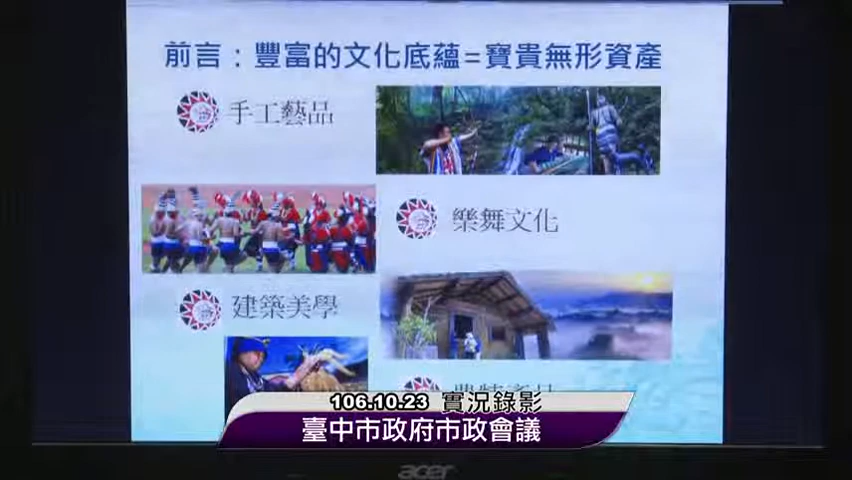 前言：豐富的文化底蘊=寶貴無形資產
手工藝品
樂舞文化
建築美學
106.10.23 實況錄影
臺中市政府市政會議
acer